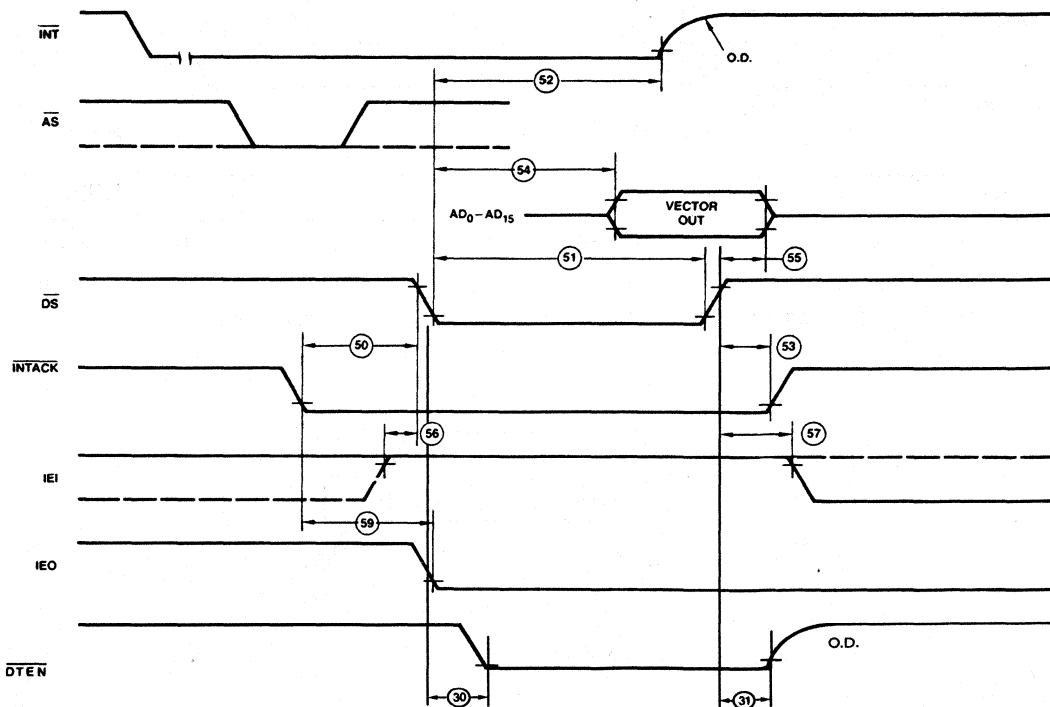 INT
O.D.
52
AS
54
AD0–AD15
VECTOR
OUT
51
55
DS
50
53
INTACK
56
57
IEI
59
IEO
O.D.
DTEN
30
31